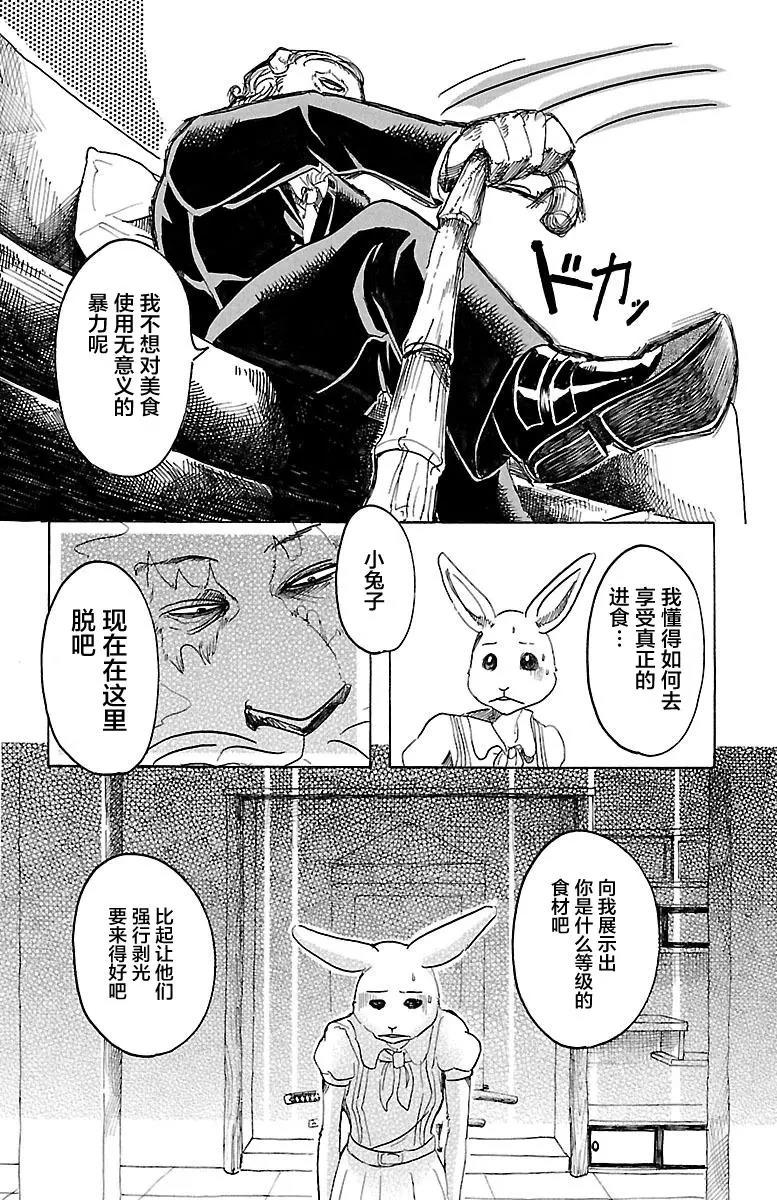 ドカッ
我不想对美食
使用无意义的
暴力呢
我懂得如何去
享受真正的
进食…
小兔子
现在在这里
脱吧
向我展示出
你是什么等级的
食材吧
比起让他们
强行剥光
要来得好吧